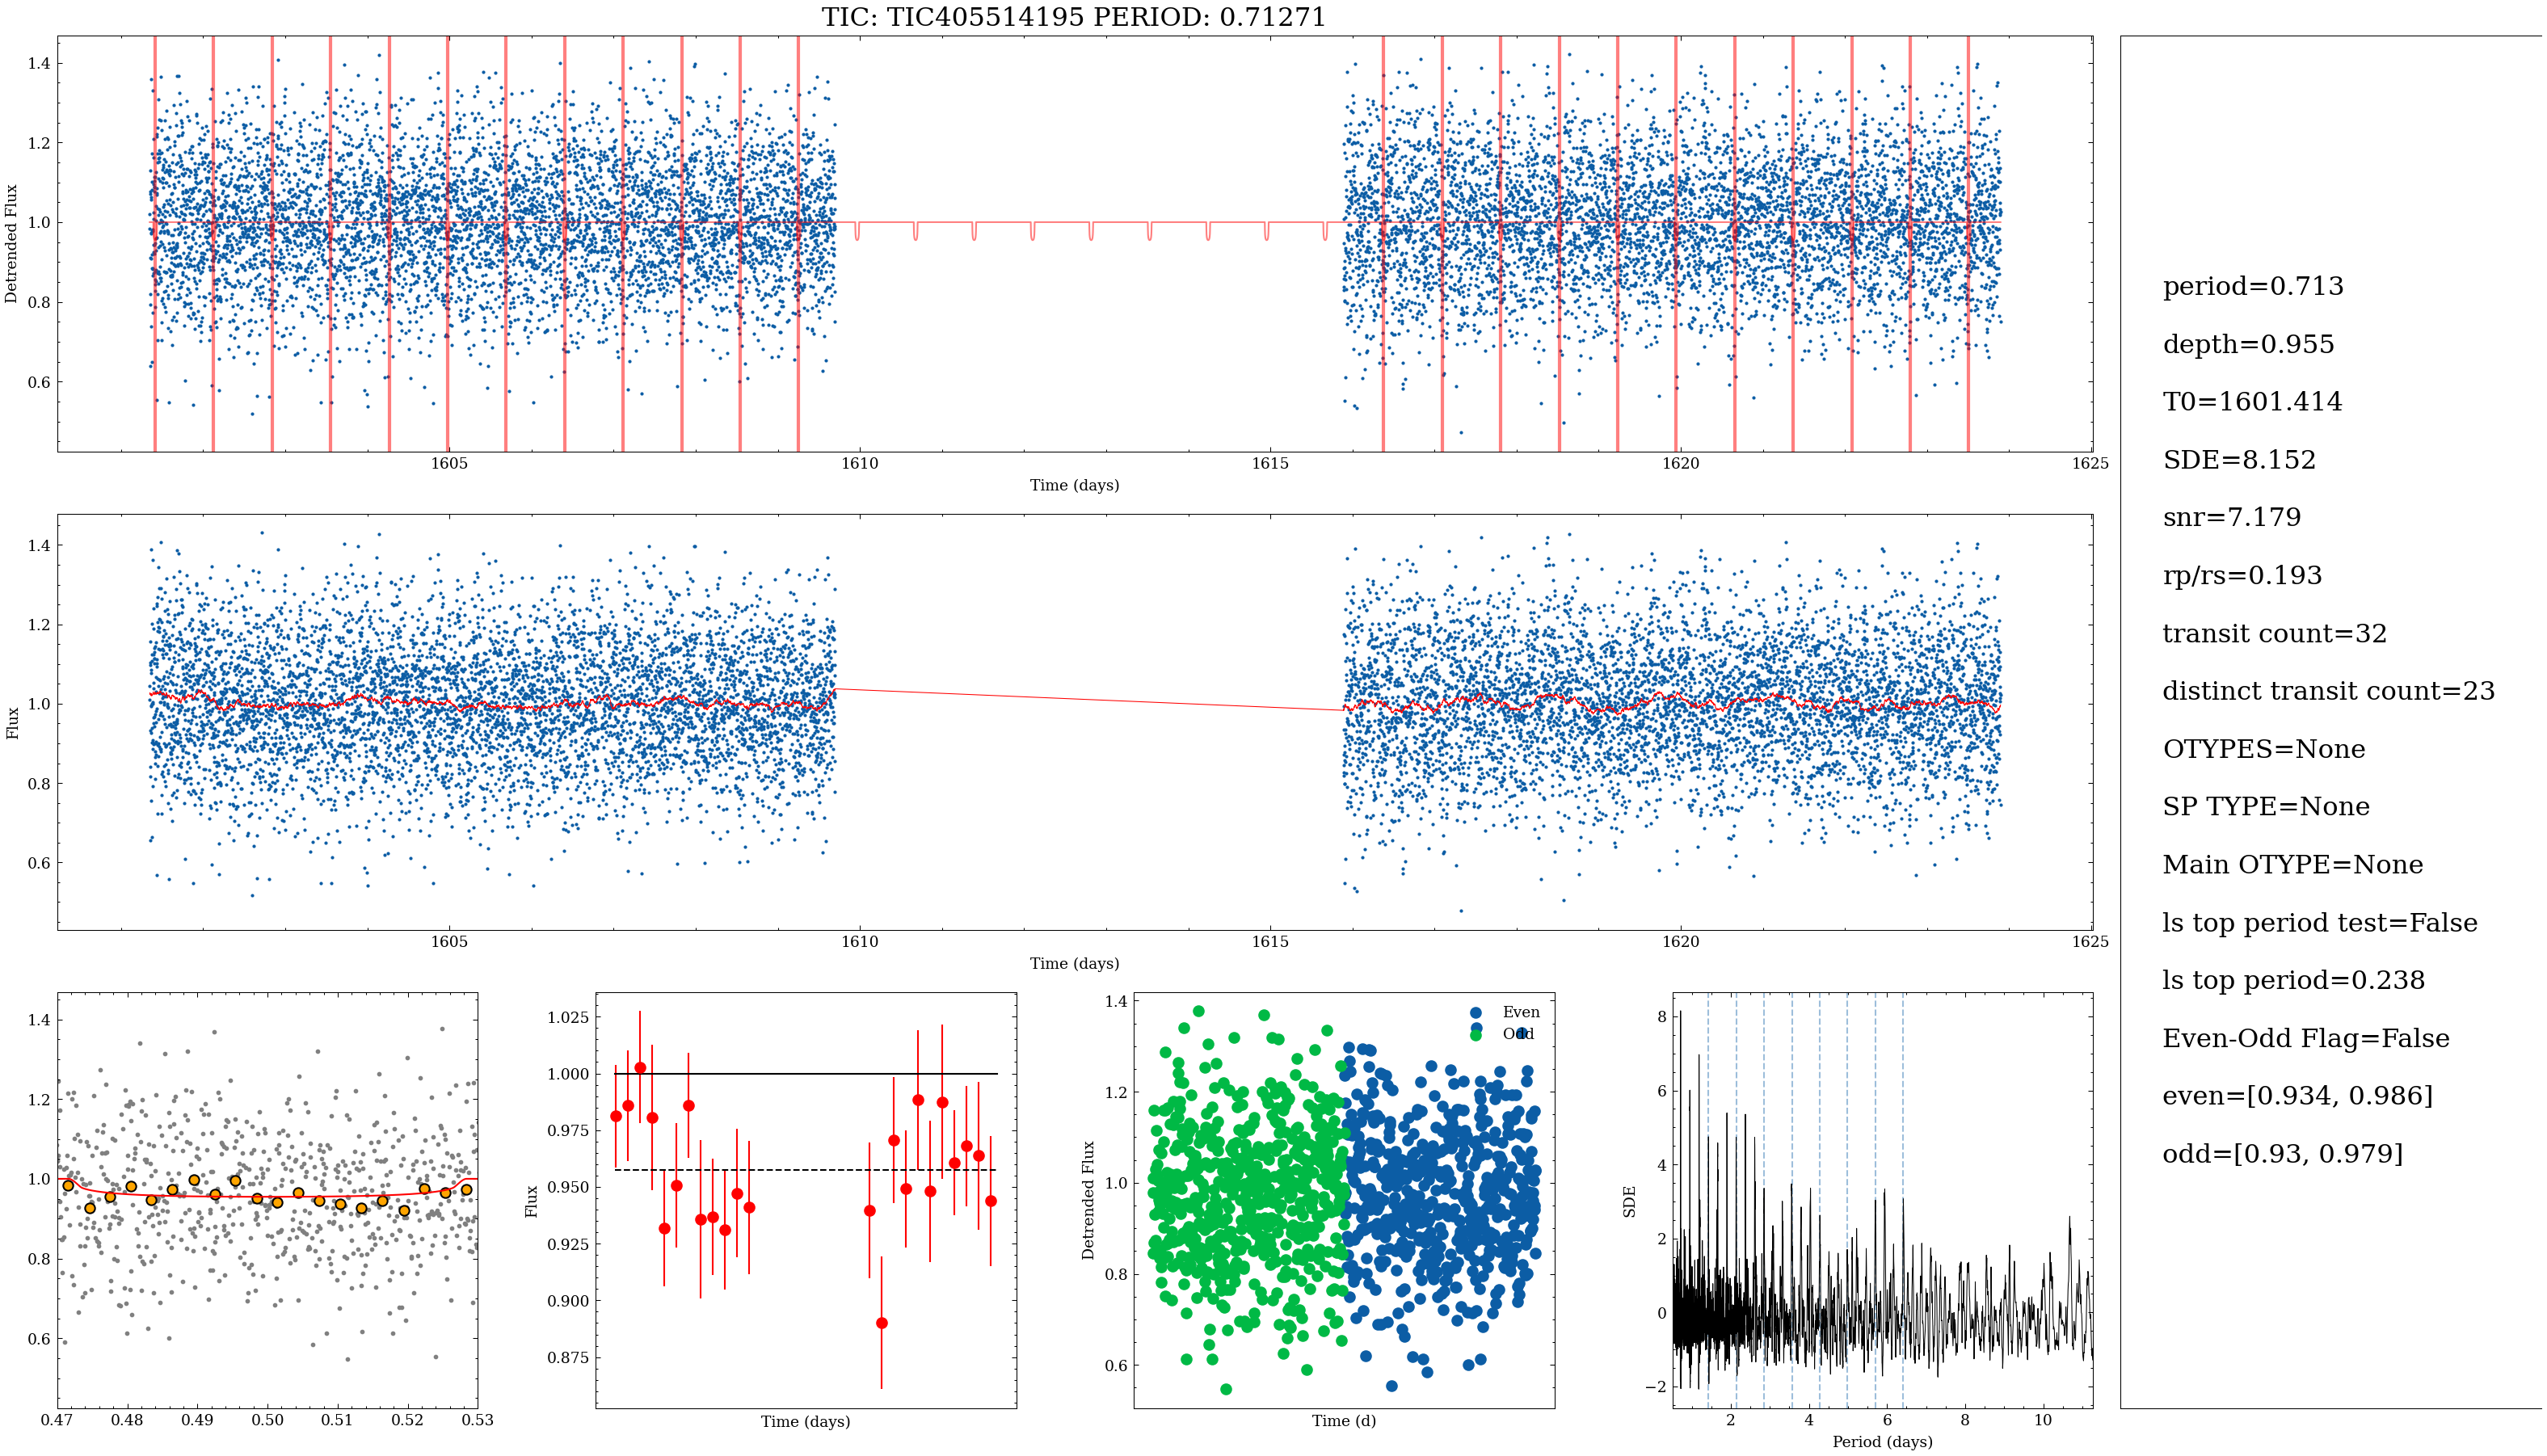 TIC: TIC405514195 PERIOD: 0.71271
1.4
1.2
1.0
0.8
0.6
Detrended Flux
1605
1610
1615
1620
1625
Time (days)
1.4
1.2
1.0
0.8
0.6
Flux
1605
1610
1615
1620
1625
Time (days)
1.4
1.2
1.0
0.8
0.6
0.47
0.48
0.49
0.50
0.51
0.52
0.53
1.025
1.000
0.975
0.950
0.925
0.900
0.875
Flux
Time (days)
1.4
1.2
1.0
0.8
0.6
Detrended Flux
Even
Odd
Time (d)
8
6
4
2
0
−2
SDE
2
4
6
8
10
Period (days)
period=0.713
depth=0.955
T0=1601.414
SDE=8.152
snr=7.179
rp/rs=0.193
transit count=32
distinct transit count=23
OTYPES=None
SP TYPE=None
Main OTYPE=None
ls top period test=False
ls top period=0.238
Even-Odd Flag=False
even=[0.934, 0.986]
odd=[0.93, 0.979]